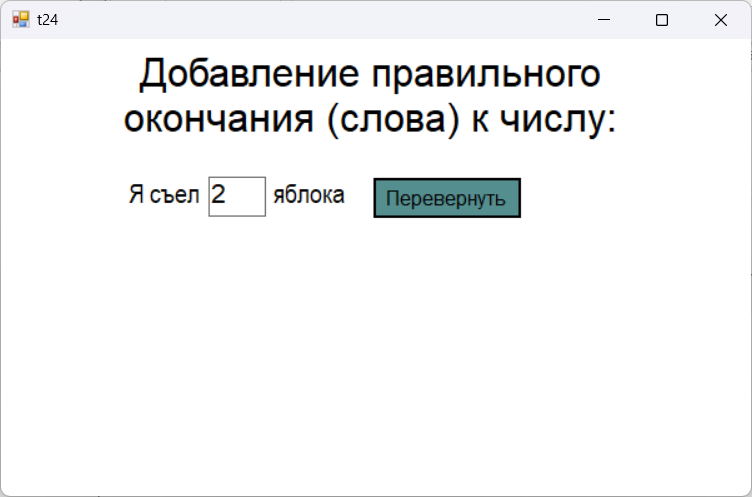 t24
Добавление правильного
окончания (слова) к числу:
Я съел 2 яблока Перевернуть